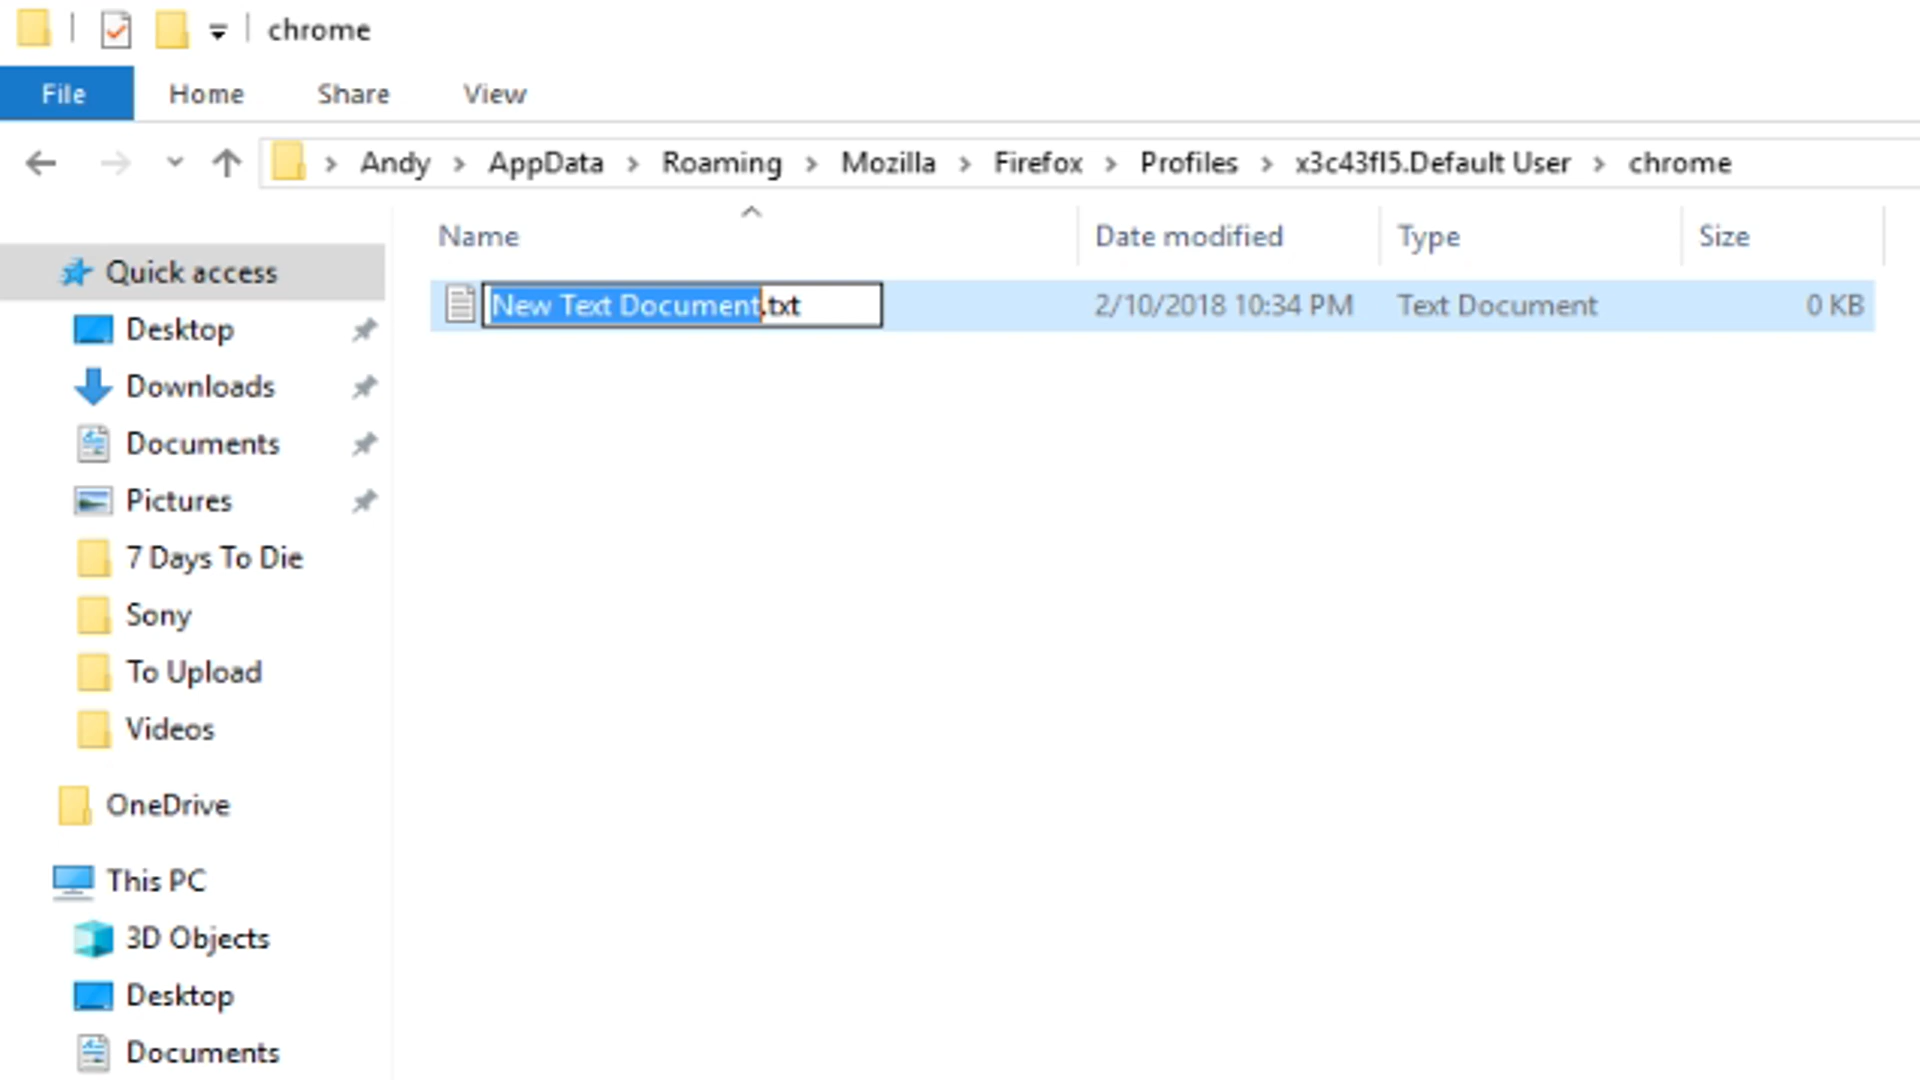 chrome
File Home Share View
Andy > AppData > Roaming > Mozilla > Firefox > Profiles > x3c43fl5.Default User > chrome
Name Date modified Type Size
New Text Document.txt 2/10/2018 10:34 PM Text Document 0 KB
Quick access
Desktop
Downloads
Documents
Pictures
7 Days To Die
Sony
To Upload
Videos
OneDrive
This PC
3D Objects
Desktop
Documents